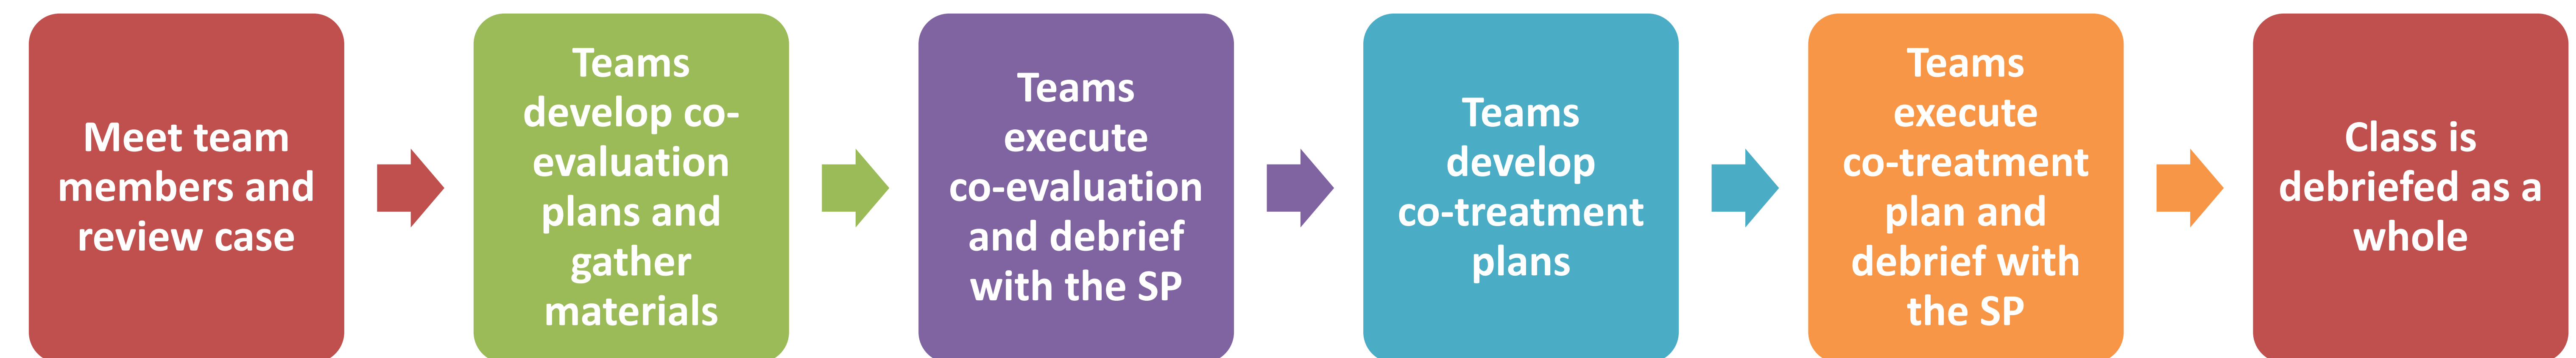 Meet team
members and
review case
Teams
develop co-
evaluation
plans and
gather
materials
Teams
execute
co-evaluation
and debrief
with the SP
Teams
develop
co-treatment
plans
Teams
execute
co-treatment
plan and
debrief with
the SP
Class is
debriefed as a
whole